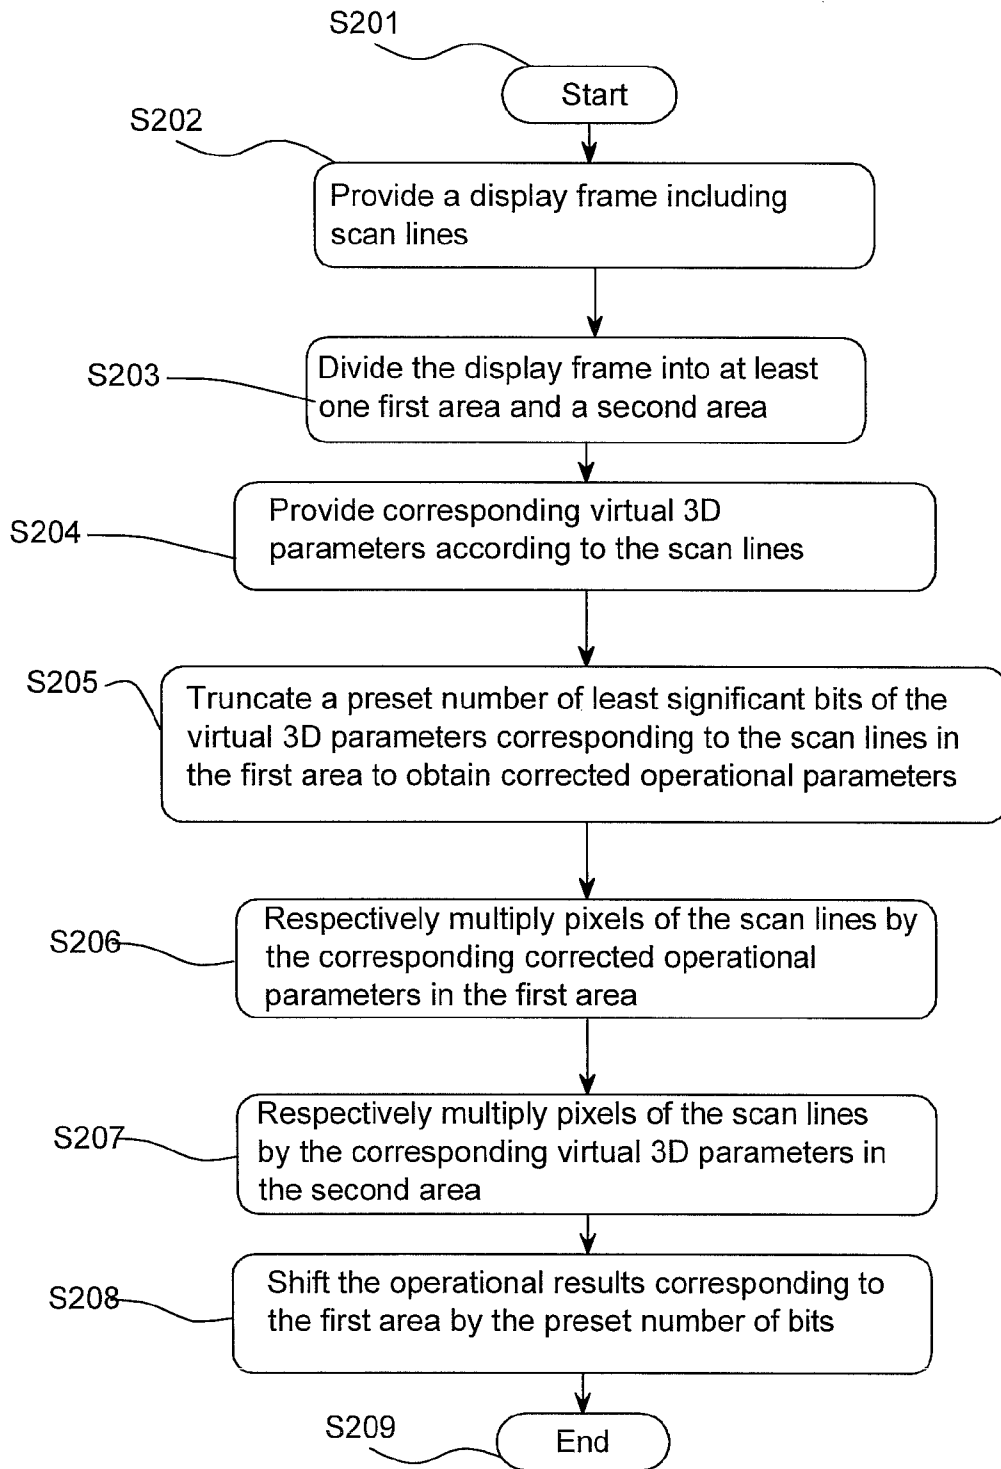 S201
Start
S202
Provide a display frame including
scan lines
S203
Divide the display frame into at least
one first area and a second area
S204
Provide corresponding virtual 3D
parameters according to the scan lines
S205
Truncate a preset number of least significant bits of the
virtual 3D parameters corresponding to the scan lines in
the first area to obtain corrected operational parameters
S206
Respectively multiply pixels of the scan lines by
the corresponding corrected operational
parameters in the first area
S207
Respectively multiply pixels of the scan lines
by the corresponding virtual 3D parameters in
the second area
S208
Shift the operational results corresponding to
the first area by the preset number of bits
S209
End